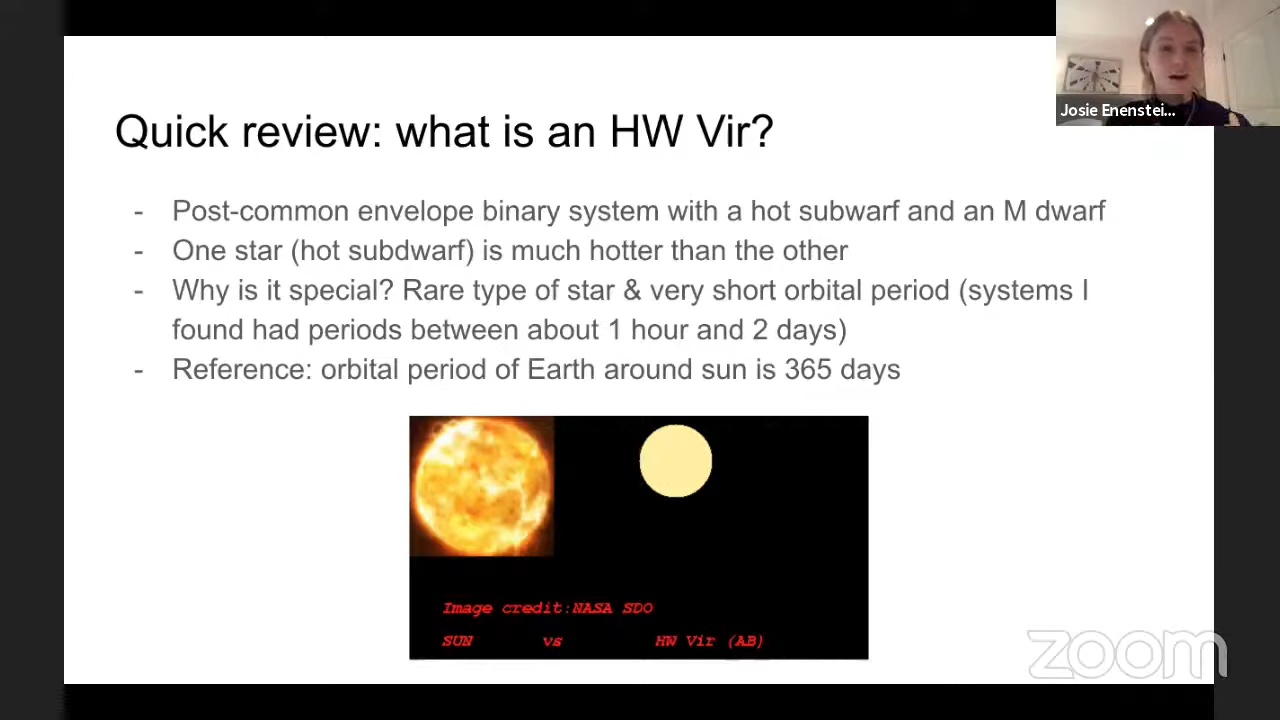 Josie Enenstei...
Quick review: what is an HW Vir?
- Post-common envelope binary system with a hot subwarf and an M dwarf
- One star (hot subdwarf) is much hotter than the other
- Why is it special? Rare type of star & very short orbital period (systems I
found had periods between about 1 hour and 2 days)
- Reference: orbital period of Earth around sun is 365 days
Image credit:NASA SDO
SUN vs HW Vir (AB)
zoom